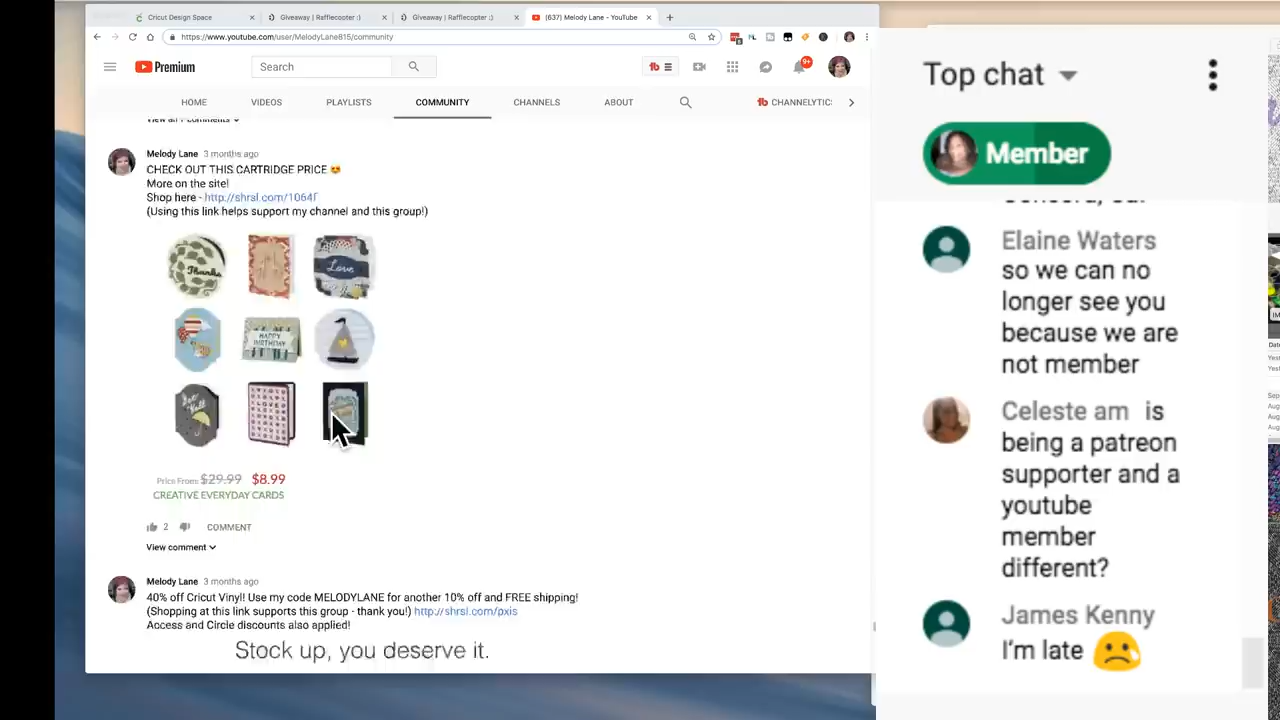 Cricut Design Space
Giveaway | Rafflecopter :)
Giveaway | Rafflecopter :)
(637) Melody Lane - YouTube
https://www.youtube.com/user/MelodyLane815/community
Premium
Search
9+
HOME
VIDEOS
PLAYLISTS
COMMUNITY
CHANNELS
ABOUT
CHANNELYTICS
View all 7 comments
Melody Lane 3 months ago
CHECK OUT THIS CARTRIDGE PRICE 😍
More on the site!
Shop here - http://shrsl.com/1064f
(Using this link helps support my channel and this group!)
Thanks
Love
HAPPY
BIRTHDAY
Price From: $29.99 $8.99
CREATIVE EVERYDAY CARDS
2
COMMENT
View comment
Melody Lane 3 months ago
40% off Cricut Vinyl! Use my code MELODYLANE for another 10% off and FREE shipping!
(Shopping at this link supports this group - thank you!) http://shrsl.com/pxis
Access and Circle discounts also applied!
Stock up, you deserve it.
Top chat
Member
Elaine Waters
so we can no
longer see you
because we are
not member
Celeste am is
being a patreon
supporter and a
youtube
member
different?
James Kenny
I'm late 😢